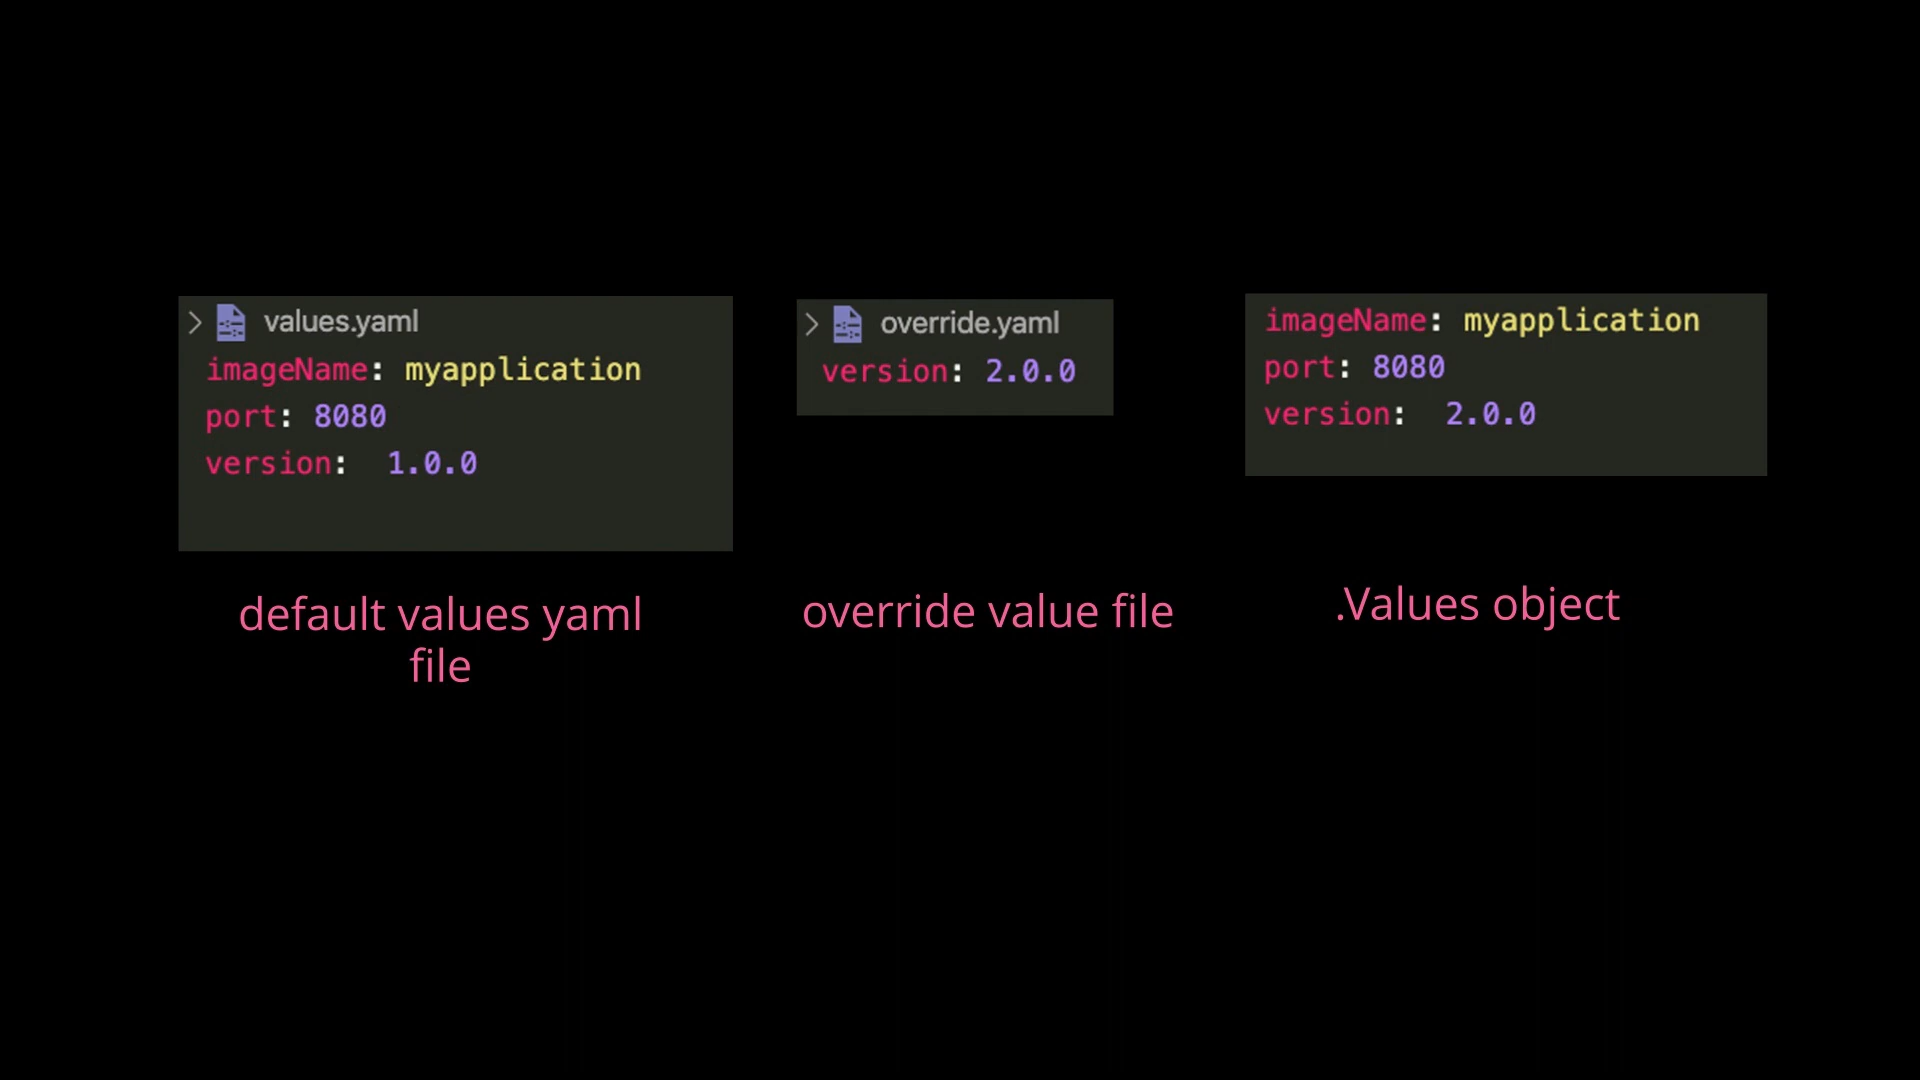 values.yaml
imageName: myapplication
port: 8080
version: 1.0.0
default values yaml
file
override.yaml
version: 2.0.0
override value file
imageName: myapplication
port: 8080
version: 2.0.0
.Values object